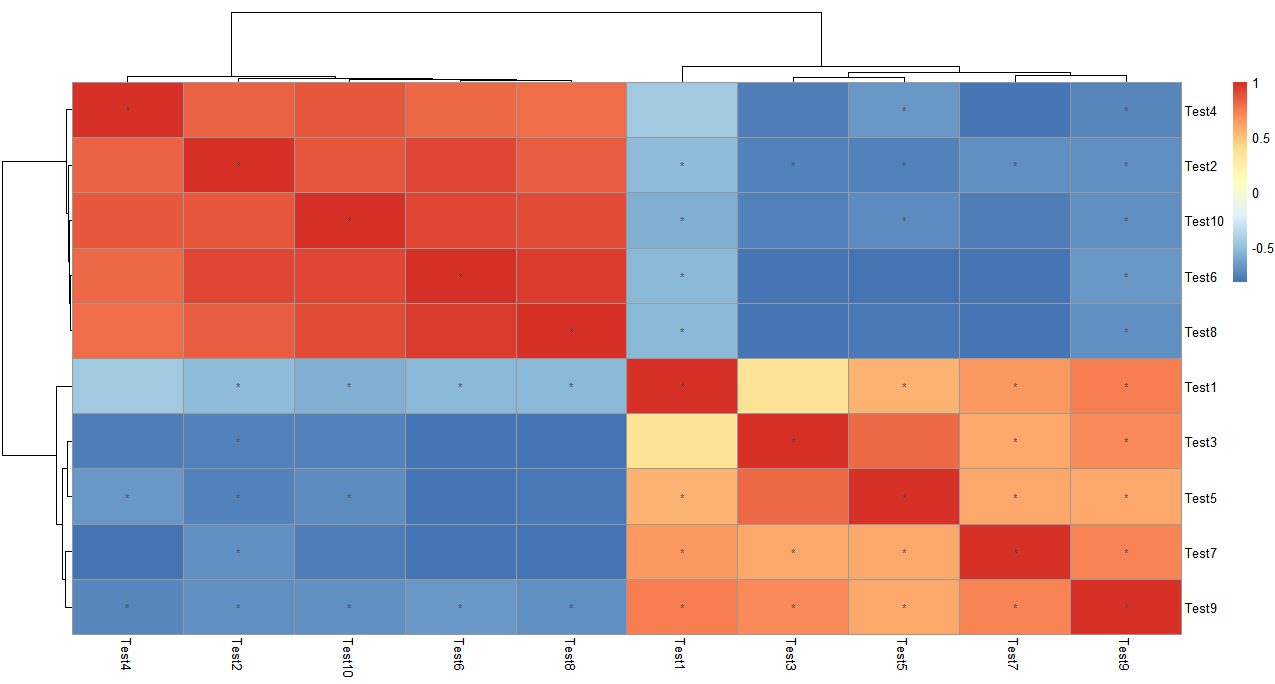 1
0.5
0
-0.5
Test4
Test2
Test10
Test6
Test8
Test1
Test3
Test5
Test7
Test9
* 
* *
* * * * * *
* * * *
* * *
* * *
* * * * * * * *
* * * *
* * * * * * * *
* * * * * *
* * * * * * * * * *
Test4 Test2 Test10 Test6 Test8 Test1 Test3 Test5 Test7 Test9